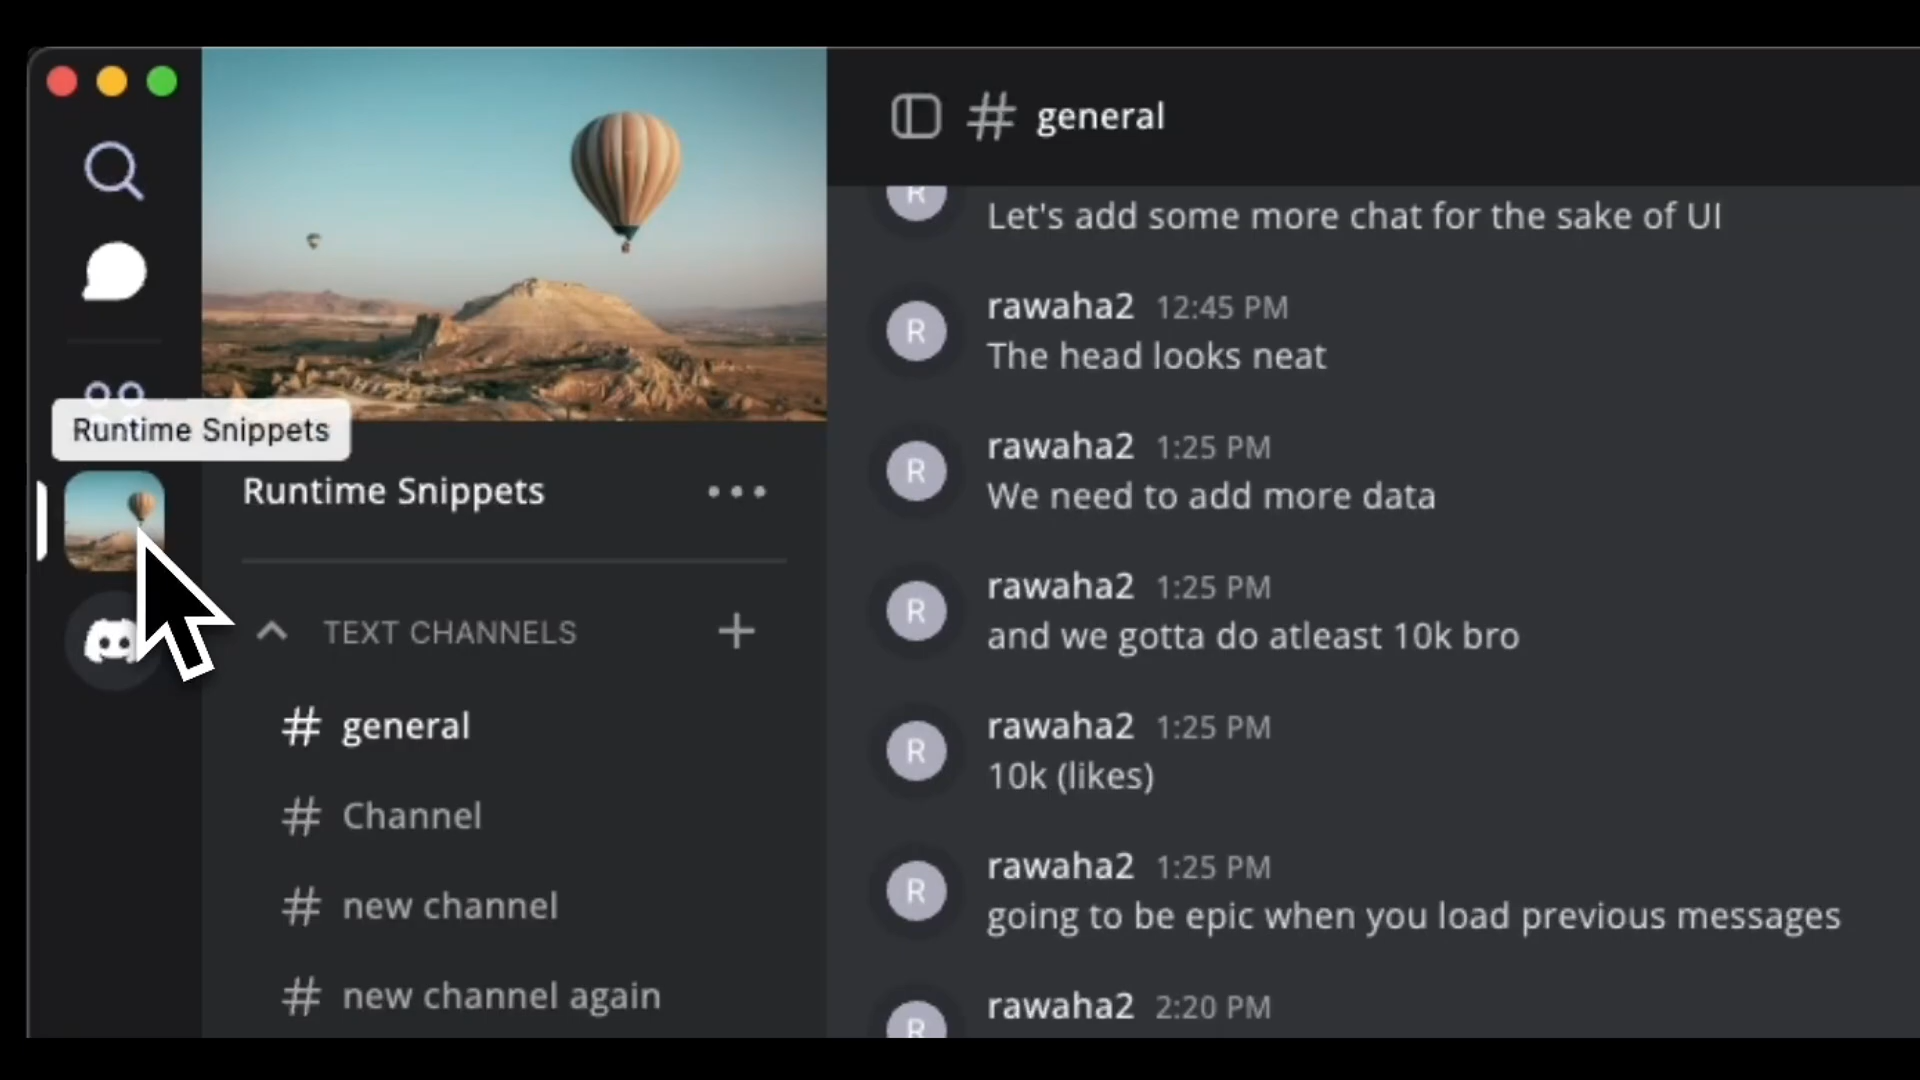 Runtime Snippets
Runtime Snippets
TEXT CHANNELS
# general
# Channel
# new channel
# new channel again
# general
R
Let's add some more chat for the sake of UI
R
rawaha2 12:45 PM
The head looks neat
R
rawaha2 1:25 PM
We need to add more data
R
rawaha2 1:25 PM
and we gotta do atleast 10k bro
R
rawaha2 1:25 PM
10k (likes)
R
rawaha2 1:25 PM
going to be epic when you load previous messages
R
rawaha2 2:20 PM